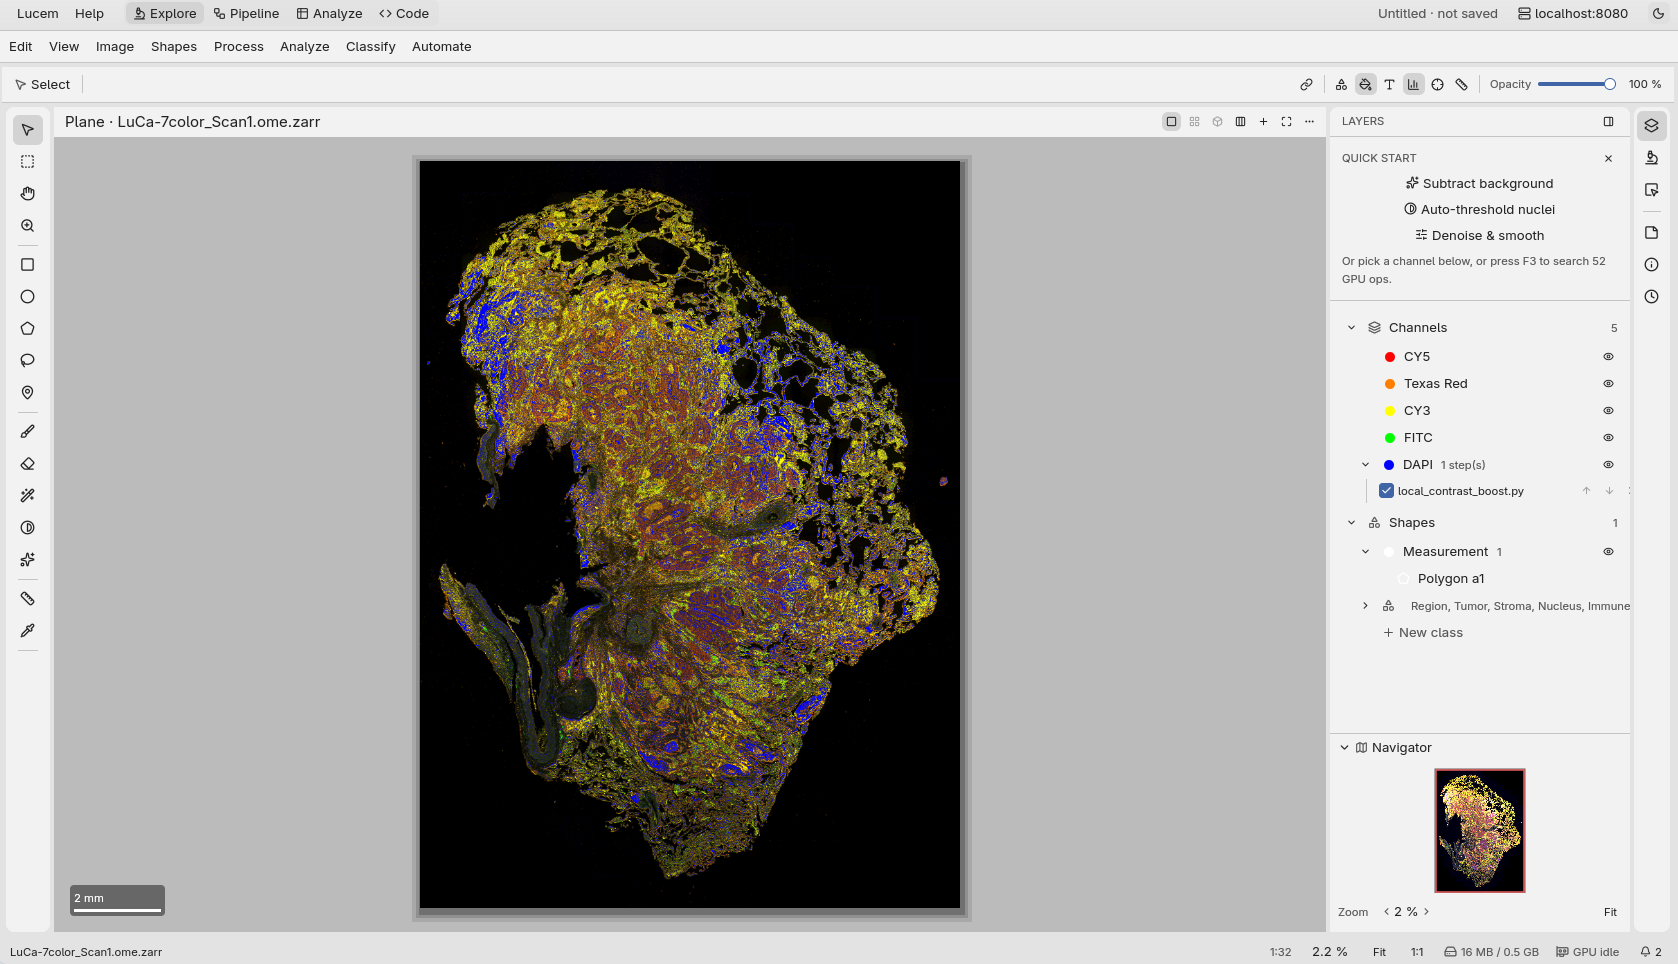 Lucem Help Explore Pipeline Analyze Code Untitled · not saved localhost:8080
Edit View Image Shapes Process Analyze Classify Automate
Select Opacity 100 %
Plane · LuCa-7color_Scan1.ome.zarr
LAYERS
QUICK START
Subtract background
Auto-threshold nuclei
Denoise & smooth
Or pick a channel below, or press F3 to search 52
GPU ops.
Channels 5
CY5
Texas Red
CY3
FITC
DAPI 1 step(s)
local_contrast_boost.py
Shapes 1
Measurement 1
Polygon a1
Region, Tumor, Stroma, Nucleus, Immune
New class
Navigator
2 mm
Zoom 2 % Fit
LuCa-7color_Scan1.ome.zarr 1:32 2.2 % Fit 1:1 16 MB / 0.5 GB GPU idle 2